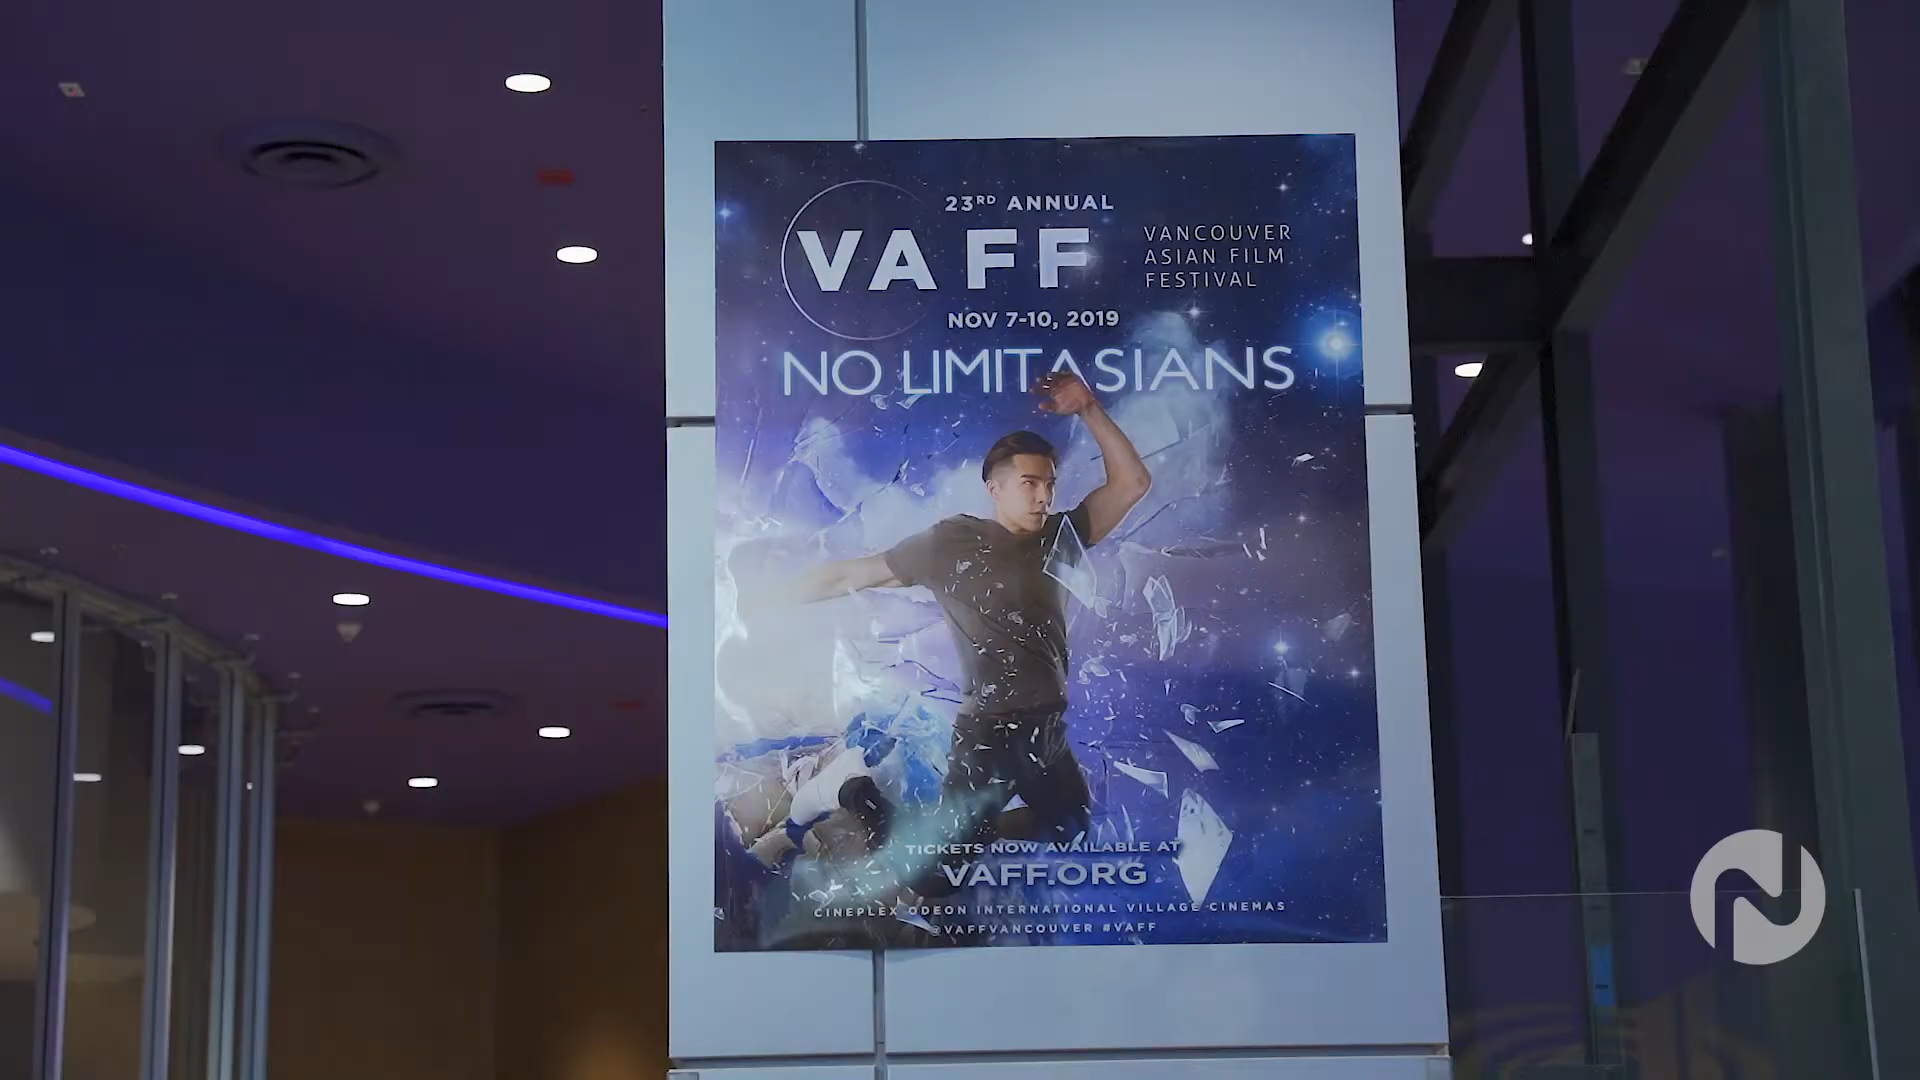 23RD ANNUAL
VAFF
VANCOUVER
ASIAN FILM
FESTIVAL
NOV 7-10, 2019
NO LIMITASIANS
TICKETS NOW AVAILABLE AT
VAFF.ORG
CINEPLEX ODEON INTERNATIONAL VILLAGE CINEMAS
@VAFFVANCOUVER #VAFF